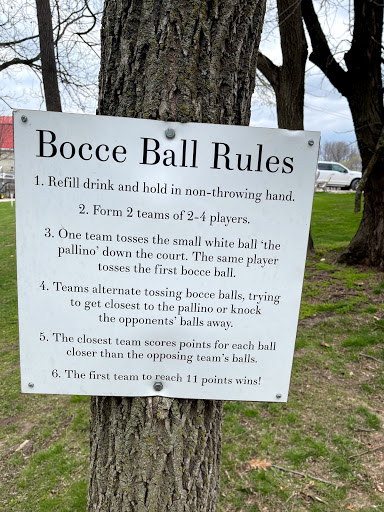 Bocce Ball Rules
1. Refill drink and hold in non-throwing hand.
2. Form 2 teams of 2-4 players.
3. One team tosses the small white ball 'the
pallino' down the court. The same player
tosses the first bocce ball.
4. Teams alternate tossing bocce balls, trying
to get closest to the pallino or knock
the opponents' balls away.
5. The closest team scores points for each ball
closer than the opposing team's balls.
6. The first team to reach 11 points wins!